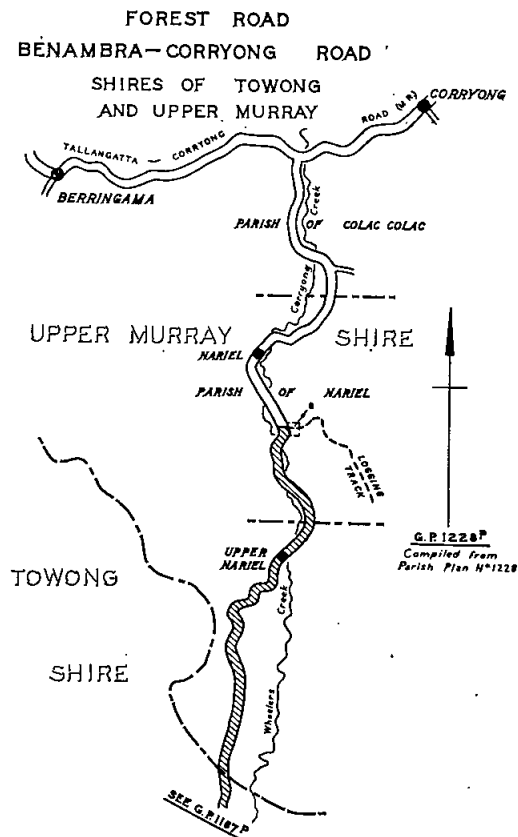 FOREST ROAD
BENAMBRA-CORRYONG ROAD
SHIRES OF TOWONG
AND UPPER MURRAY
CORRYONG
TALLANGATTA - CORRYONG ROAD (M.R.)
BERRINGAMA
Creek
PARISH OF COLAC COLAC
Corryong
UPPER MURRAY SHIRE
NARIEL
PARISH OF NARIEL
LOGGING
TRACK
G.P. 1228P
Compiled from
Parish Plan No 1228
UPPER
NARIEL
TOWONG
Creek
SHIRE
Wheelers
SEE G.P. 1187P